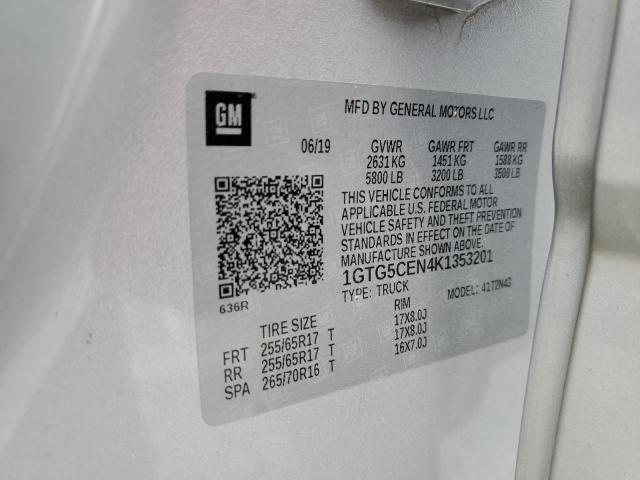 GM
MFD BY GENERAL MOTORS LLC
06/19 GVWR GAWR FRT GAWR RR
2631 KG 1451 KG 1588 KG
5800 LB 3200 LB 3500 LB
THIS VEHICLE CONFORMS TO ALL
APPLICABLE U.S. FEDERAL MOTOR
VEHICLE SAFETY AND THEFT PREVENTION
STANDARDS IN EFFECT ON THE DATE OF
MANUFACTURE SHOWN ABOVE.
1GTG5CEN4K1353201
TYPE: TRUCK MODEL: 41T2N43
636R
TIRE SIZE RIM
FRT 255/65R17 T 17X8.0J
RR 255/65R17 T 17X8.0J
SPA 265/70R16 T 16X7.0J